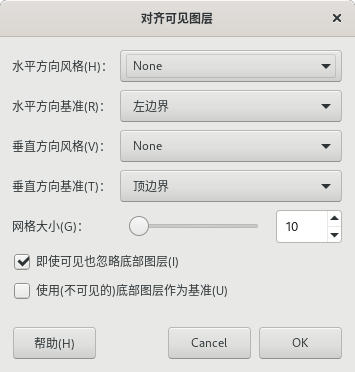 对齐可见图层
水平方向风格(H)： None
水平方向基准(R)： 左边界
垂直方向风格(V)： None
垂直方向基准(T)： 顶边界
网格大小(G)： 10
即使可见也忽略底部图层(I)
使用(不可见的)底部图层作为基准(U)
帮助(H) Cancel OK